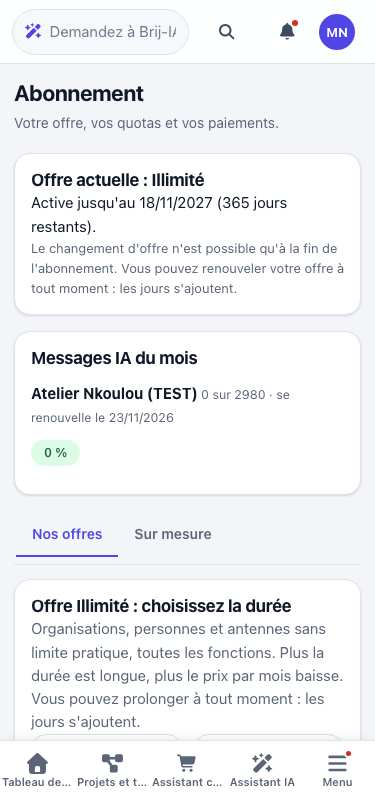 Demandez à Brij-IA
MN
Abonnement
Votre offre, vos quotas et vos paiements.
Offre actuelle : Illimité
Active jusqu'au 18/11/2027 (365 jours
restants).
Le changement d'offre n'est possible qu'à la fin de
l'abonnement. Vous pouvez renouveler votre offre à
tout moment : les jours s'ajoutent.
Messages IA du mois
Atelier Nkoulou (TEST) 0 sur 2980 · se
renouvelle le 23/11/2026
0 %
Nos offres Sur mesure
Offre Illimité : choisissez la durée
Organisations, personnes et antennes sans
limite pratique, toutes les fonctions. Plus la
durée est longue, plus le prix par mois baisse.
Vous pouvez prolonger à tout moment : les
jours s'ajoutent.
Tableau de... Projets et t... Assistant c... Assistant IA Menu